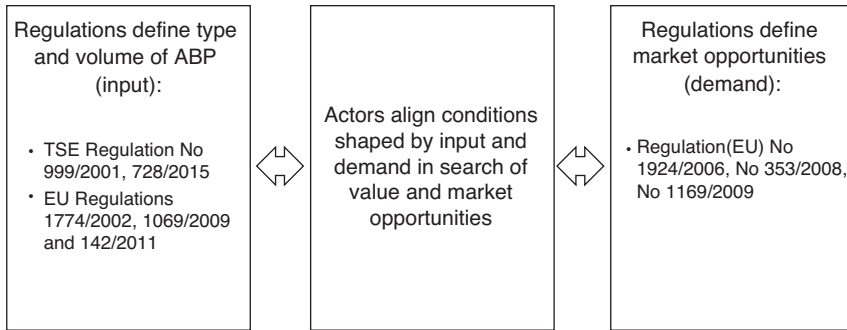 Regulations define type
and volume of ABP
(input):
• TSE Regulation No
999/2001, 728/2015
• EU Regulations
1774/2002, 1069/2009
and 142/2011
Actors align conditions
shaped by input and
demand in search of
value and market
opportunities
Regulations define
market opportunities
(demand):
• Regulation(EU) No
1924/2006, No 353/2008,
No 1169/2009